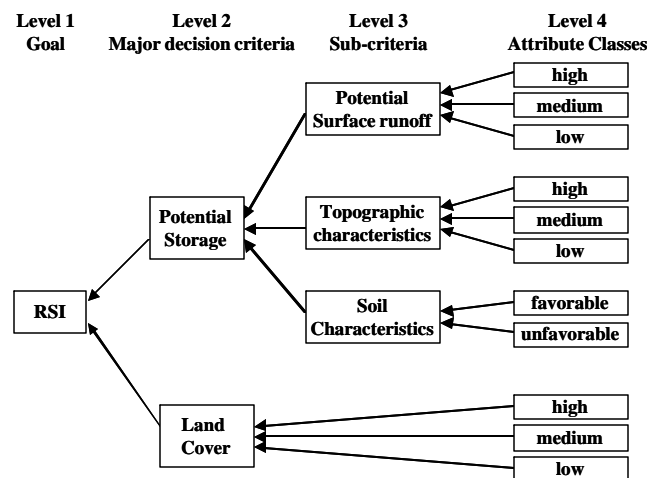 Level 1
Goal
Level 2
Major decision criteria
Level 3
Sub-criteria
Level 4
Attribute Classes
Potential
Surface runoff
high
medium
low
Potential
Storage
Topographic
characteristics
high
medium
low
RSI
Soil
Characteristics
favorable
unfavorable
Land
Cover
high
medium
low